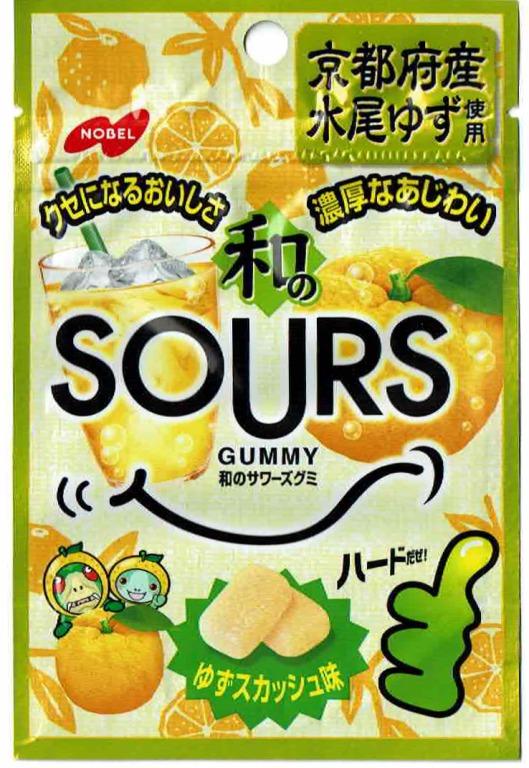 京都府産
水尾ゆず使用
NOBEL
クセになるおいしさ
濃厚なあじわい
和の
SOURS
GUMMY
和のサワーズグミ
ハードだぜ!
ゆずスカッシュ味